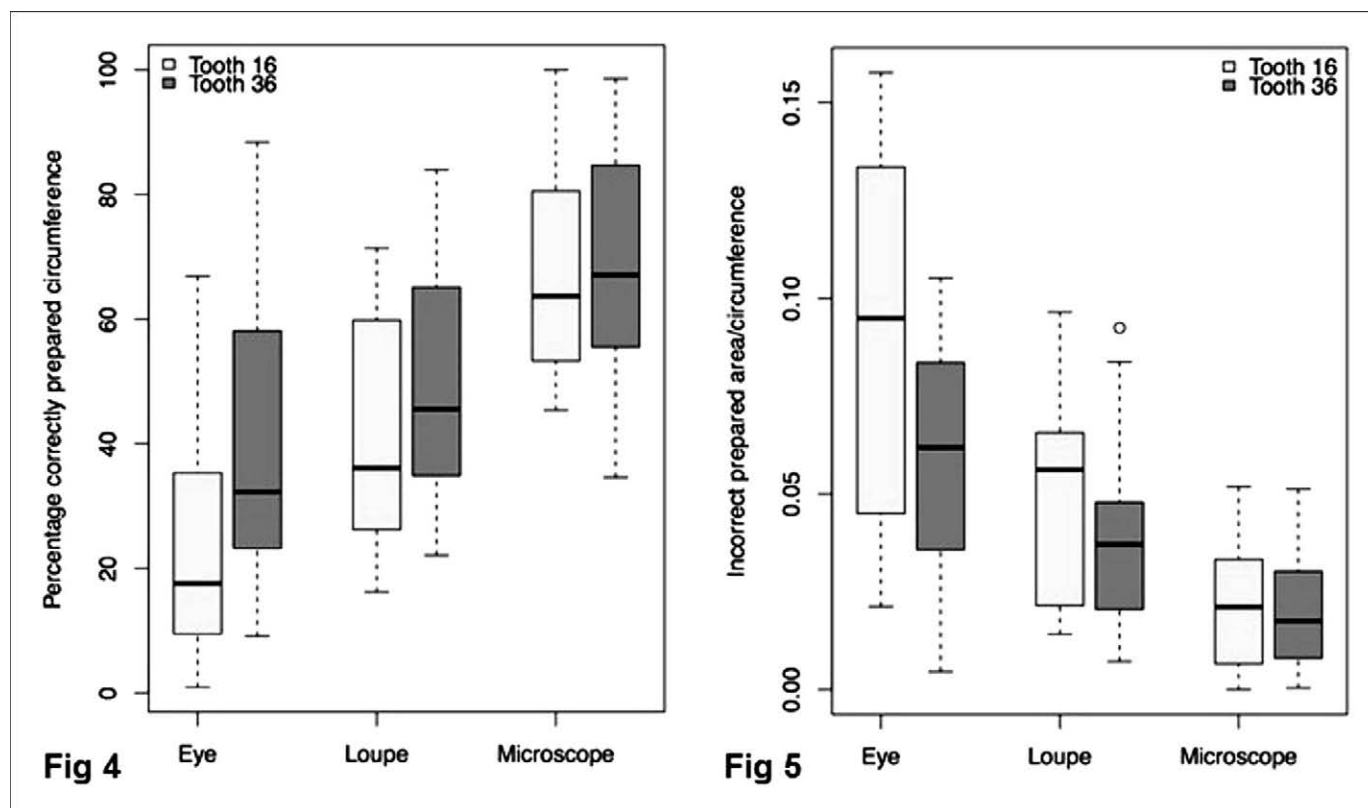 Tooth 16
Tooth 36
Percentage correctly prepared circumference
100
80
60
40
20
0
Eye Loupe Microscope
Fig 4
Tooth 16
Tooth 36
Incorrect prepared area/circumference
0.15
0.10
0.05
0.00
Eye Loupe Microscope
Fig 5